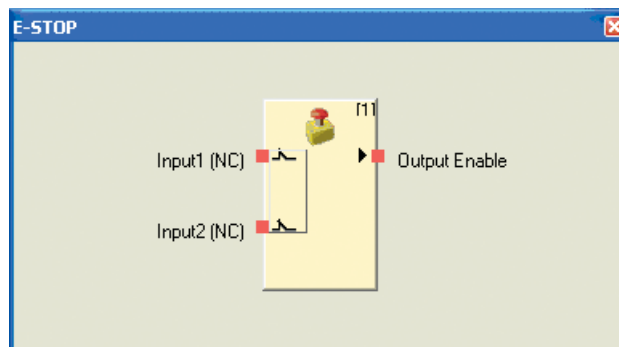 E-STOP
[1]
Input1 (NC)
Output Enable
Input2 (NC)